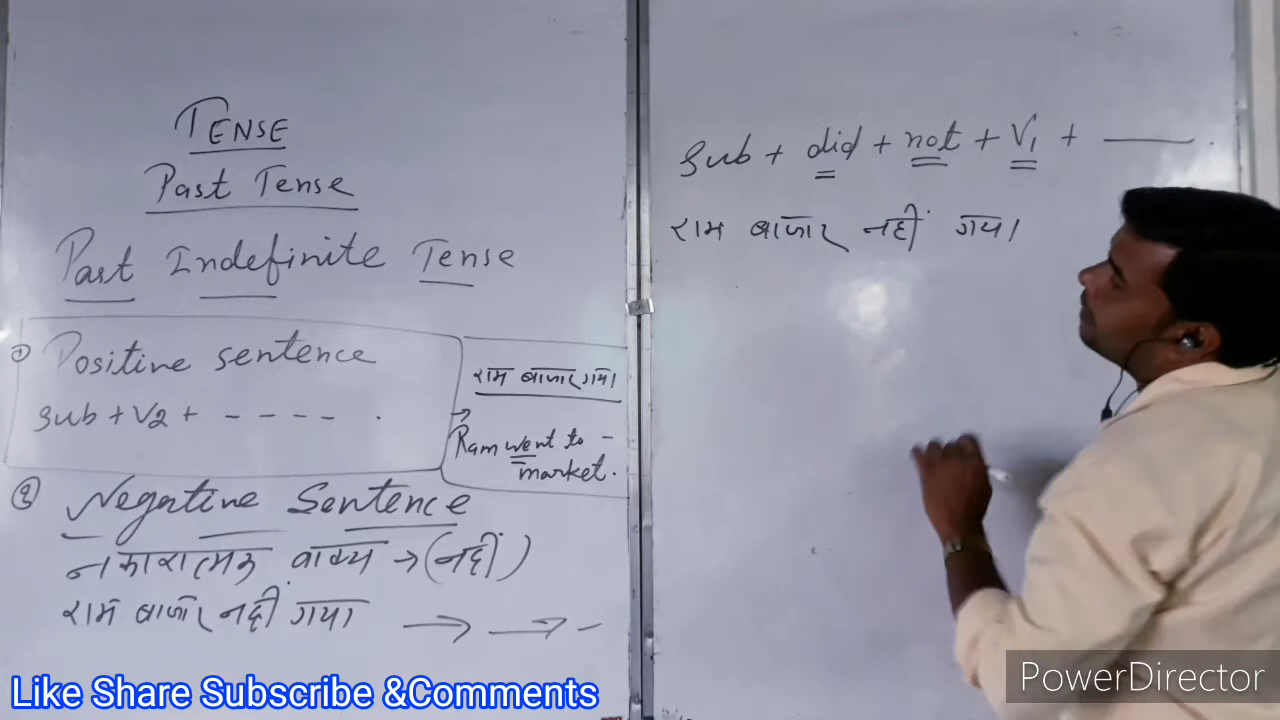 TENSE
Past Tense
Past Indefinite Tense
① Positive sentence
Sub + V2 + - - - - .
राम बाजार गया।
→ Ram went to -
market.
② Negative Sentence
नकारात्मक वाक्य → (नहीं)
राम बाजार नहीं गया → → -
Sub + did + not + V1 + ——— .
राम बाजार नहीं गया।
Like Share Subscribe &Comments
PowerDirector